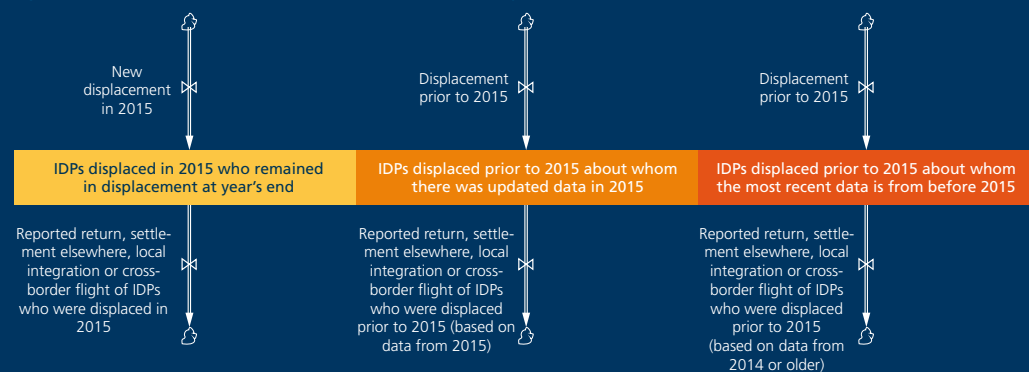 New
displacement
in 2015
Displacement
prior to 2015
Displacement
prior to 2015
IDPs displaced in 2015 who remained
in displacement at year's end
IDPs displaced prior to 2015 about whom
there was updated data in 2015
IDPs displaced prior to 2015 about whom
the most recent data is from before 2015
Reported return, settle-
ment elsewhere, local
integration or cross-
border flight of IDPs
who were displaced in
2015
Reported return, settle-
ment elsewhere, local
integration or cross-
border flight of IDPs
who were displaced
prior to 2015 (based on
data from 2015)
Reported return, settle-
ment elsewhere, local
integration or cross-
border flight of IDPs
who were displaced
prior to 2015
(based on data from
2014 or older)